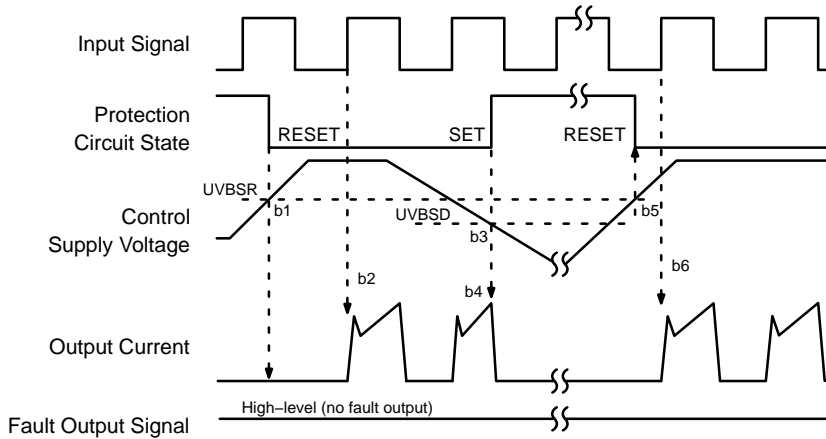 Input Signal
Protection
Circuit State
RESET
SET
RESET
UVBSR
b1
UVBSD
b3
b5
Control
Supply Voltage
b2
b4
b6
Output Current
High−level (no fault output)
Fault Output Signal